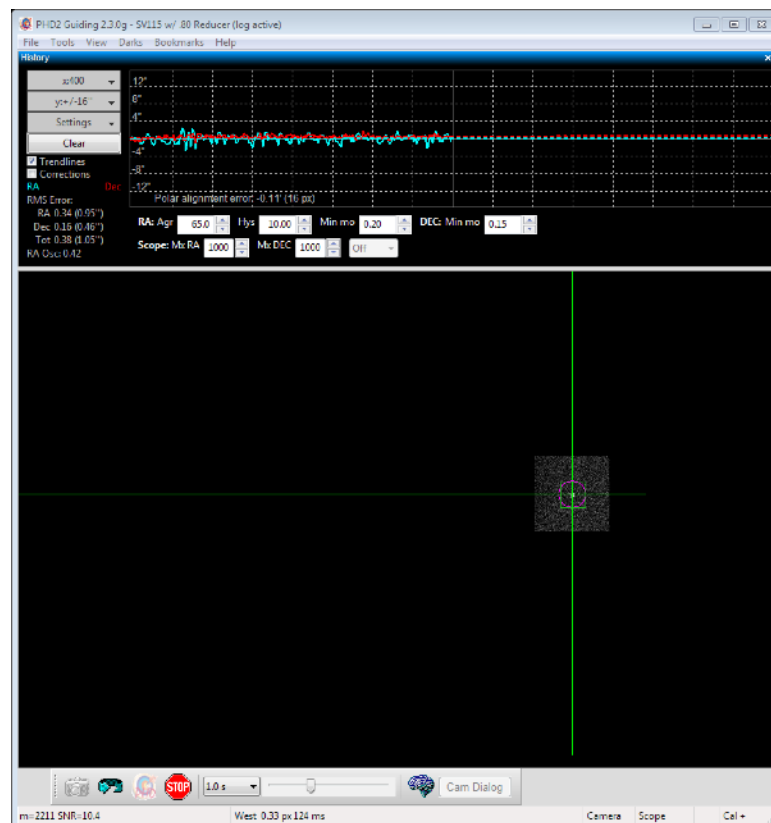 PHD2 Guiding 2.3.0g - SV115 w/ .80 Reducer (log active)
File Tools View Darks Bookmarks Help
History
x:400
y:+/-16"
Settings
Clear
Trendlines
Corrections
RA Dec
RMS Error:
RA 0.34 (0.95")
Dec 0.16 (0.46")
Tot 0.38 (1.05")
RA Osc: 0.42
12"
8"
4"
-4"
-8"
-12"
Polar alignment error: -0.11' (16 px)
RA: Agr 65.0 Hys 10.00 Min mo 0.20 DEC: Min mo 0.15
Scope: Mx RA 1000 Mx DEC 1000 Off
STOP 1.0 s Cam Dialog
m=2211 SNR=10.4 West 0.33 px 124 ms Camera Scope Cal +